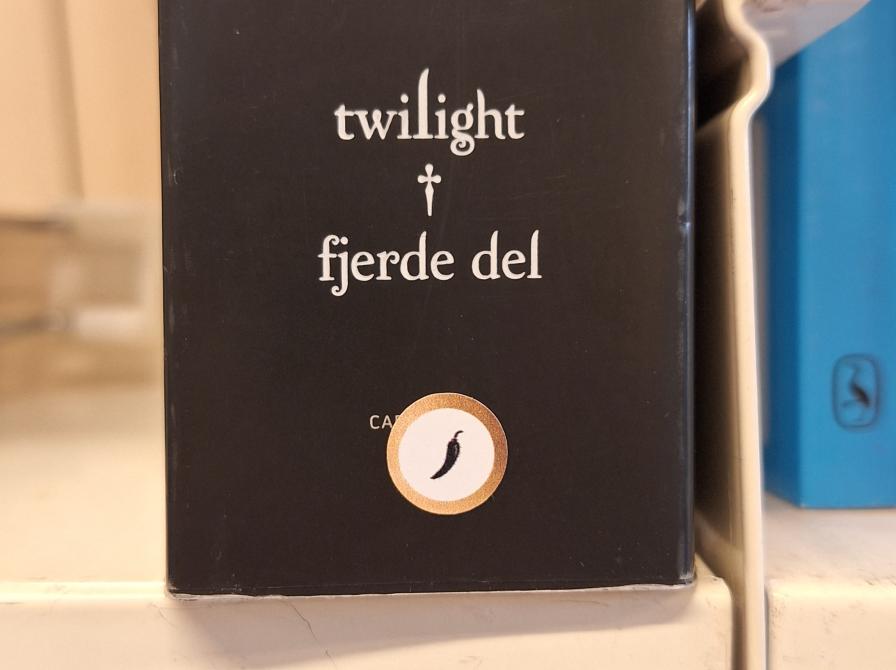 twilight
†
fjerde del